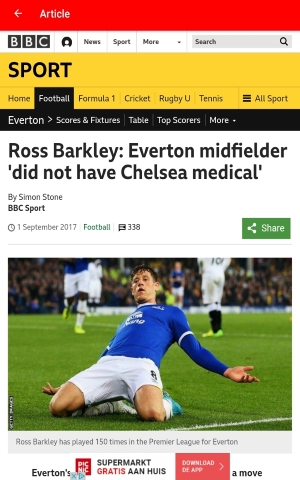 Article
BBC News Sport More Search
SPORT
Home Football Formula 1 Cricket Rugby U Tennis All Sport
Everton > Scores & Fixtures Table Top Scorers More
Ross Barkley: Everton midfielder
'did not have Chelsea medical'
By Simon Stone
BBC Sport
1 September 2017 Football 338
Share
GETTY IMAGES
Ross Barkley has played 150 times in the Premier League for Everton
Everton's a move
PIC NIC
SUPERMARKT
GRATIS AAN HUIS
DOWNLOAD
DE APP